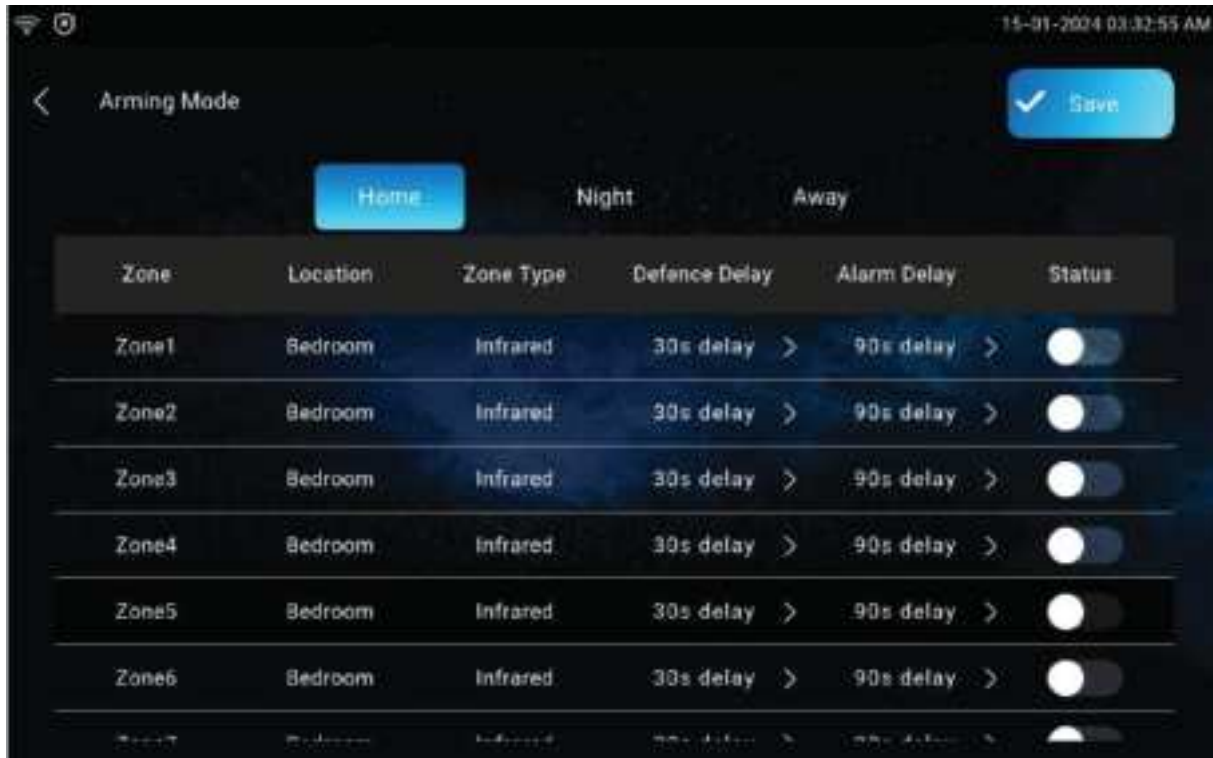 15-01-2024 03:32:55 AM
Arming Mode
Save
Home Night Away
Zone Location Zone Type Defence Delay Alarm Delay Status
Zone1 Bedroom Infrared 30s delay > 90s delay >
Zone2 Bedroom Infrared 30s delay > 90s delay >
Zone3 Bedroom Infrared 30s delay > 90s delay >
Zone4 Bedroom Infrared 30s delay > 90s delay >
Zone5 Bedroom Infrared 30s delay > 90s delay >
Zone6 Bedroom Infrared 30s delay > 90s delay >